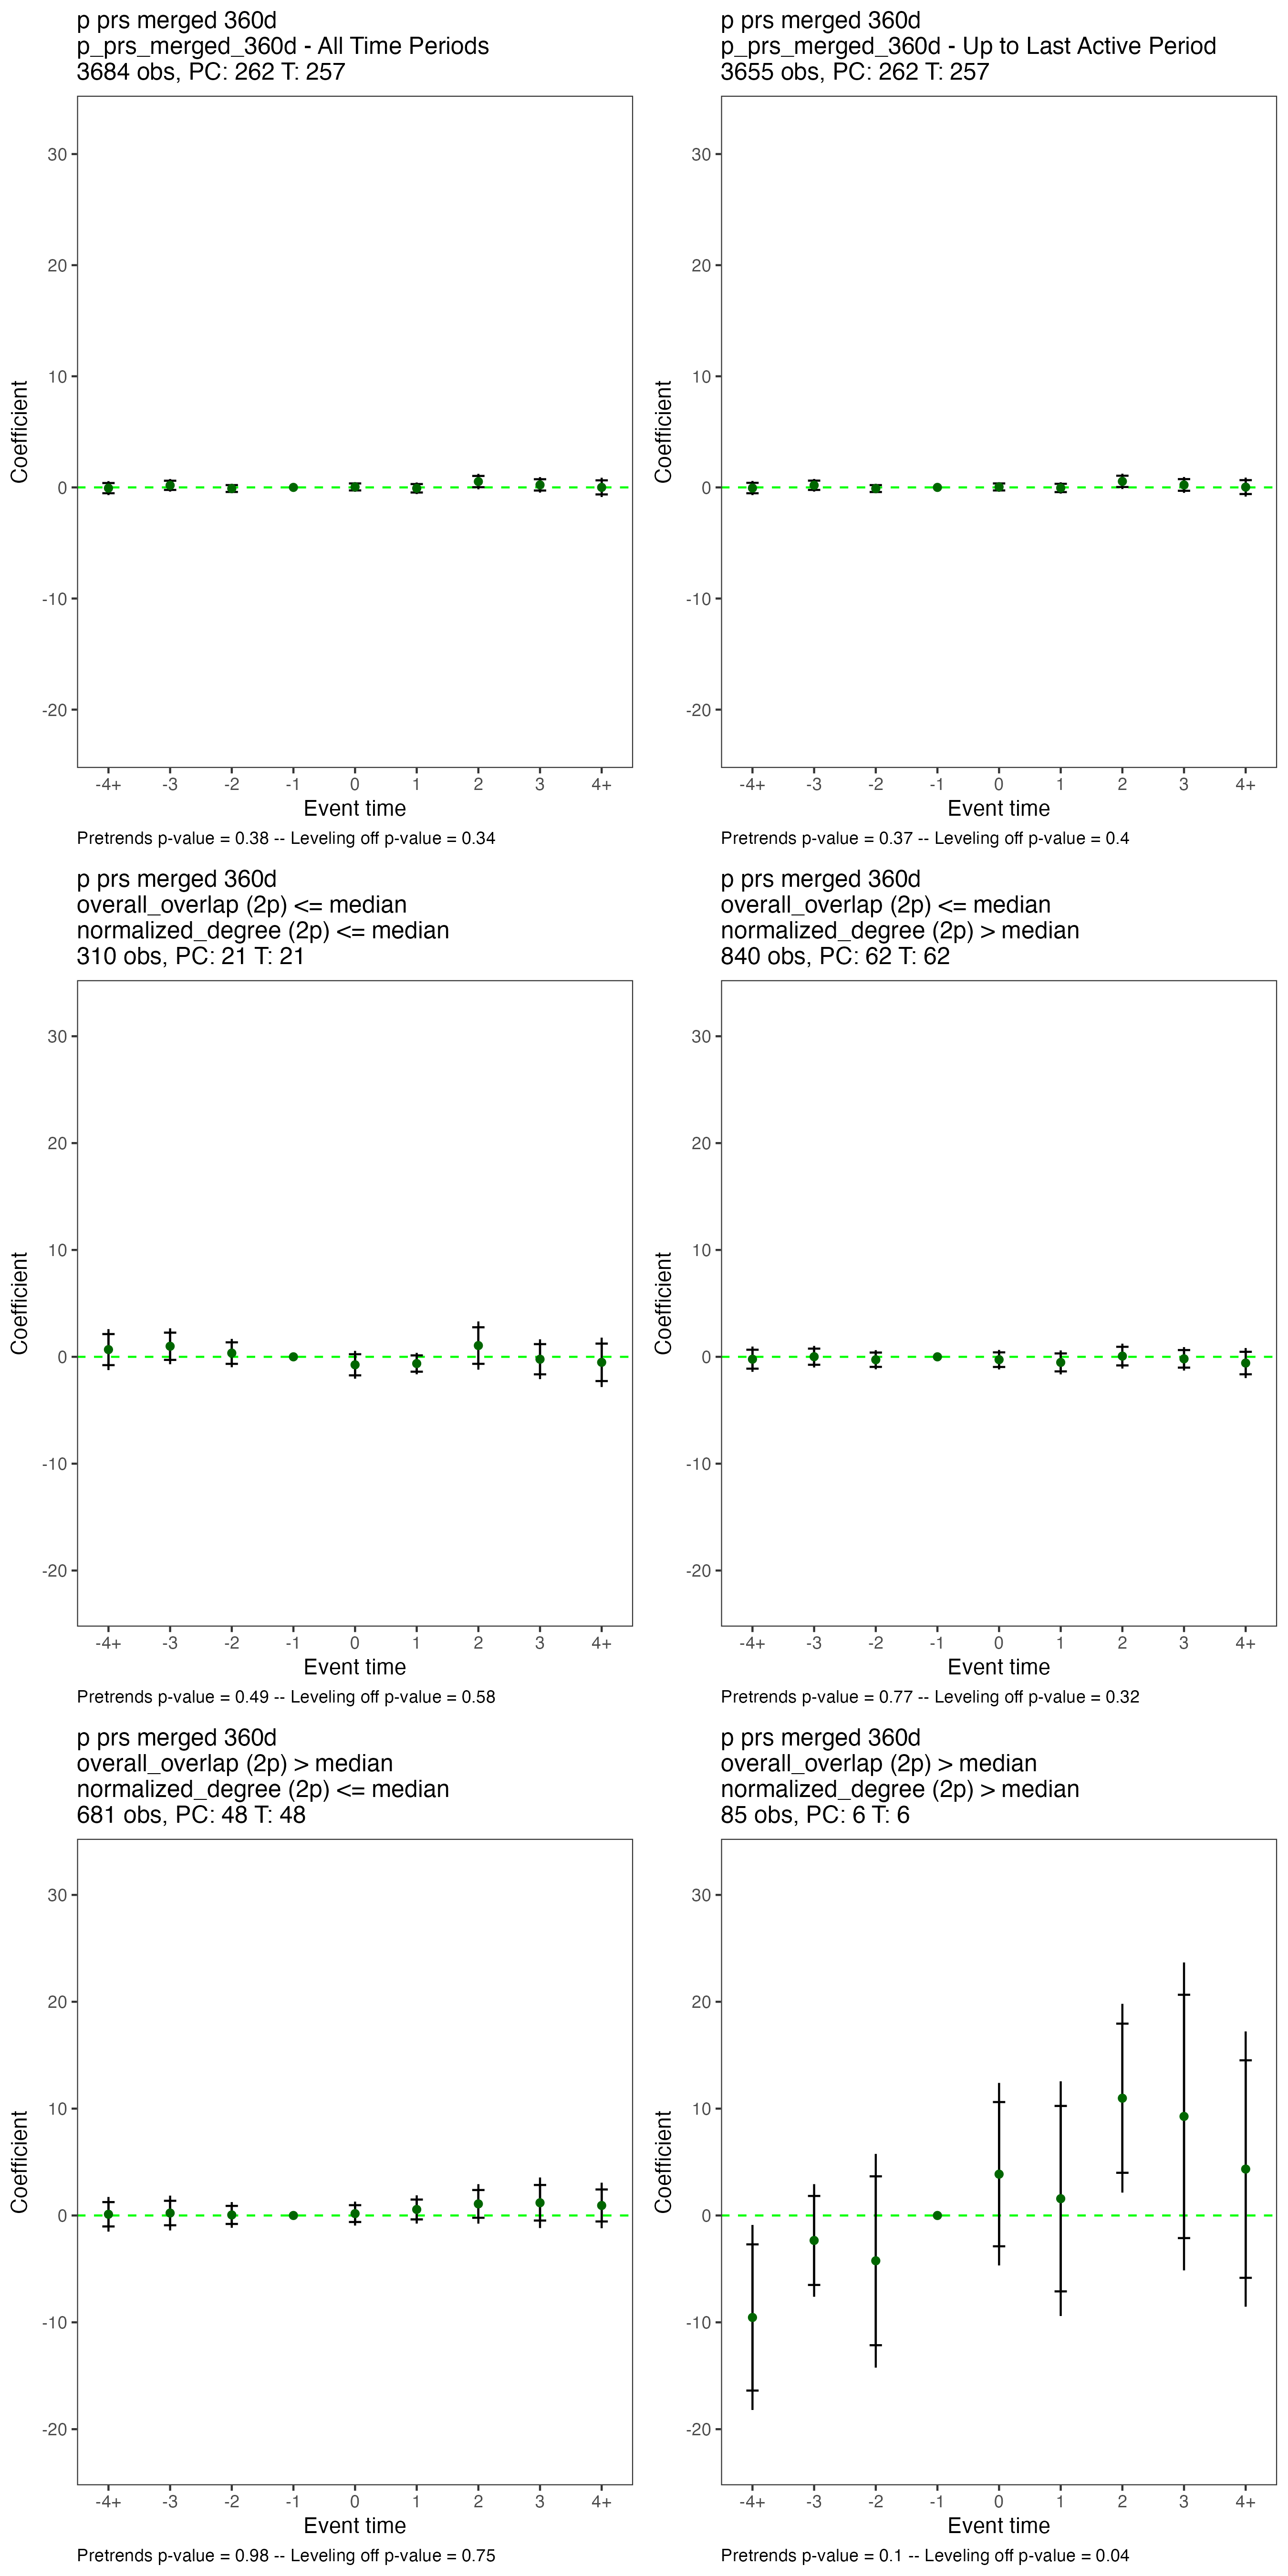 p prs merged 360d
p_prs_merged_360d - All Time Periods
3684 obs, PC: 262 T: 257
30
20
10
0
-10
-20
Coefficient
-4+ -3 -2 -1 0 1 2 3 4+
Event time
Pretrends p-value = 0.38 -- Leveling off p-value = 0.34
p prs merged 360d
p_prs_merged_360d - Up to Last Active Period
3655 obs, PC: 262 T: 257
30
20
10
0
-10
-20
Coefficient
-4+ -3 -2 -1 0 1 2 3 4+
Event time
Pretrends p-value = 0.37 -- Leveling off p-value = 0.4
p prs merged 360d
overall_overlap (2p) <= median
normalized_degree (2p) <= median
310 obs, PC: 21 T: 21
30
20
10
0
-10
-20
Coefficient
-4+ -3 -2 -1 0 1 2 3 4+
Event time
Pretrends p-value = 0.49 -- Leveling off p-value = 0.58
p prs merged 360d
overall_overlap (2p) <= median
normalized_degree (2p) > median
840 obs, PC: 62 T: 62
30
20
10
0
-10
-20
Coefficient
-4+ -3 -2 -1 0 1 2 3 4+
Event time
Pretrends p-value = 0.77 -- Leveling off p-value = 0.32
p prs merged 360d
overall_overlap (2p) > median
normalized_degree (2p) <= median
681 obs, PC: 48 T: 48
30
20
10
0
-10
-20
Coefficient
-4+ -3 -2 -1 0 1 2 3 4+
Event time
Pretrends p-value = 0.98 -- Leveling off p-value = 0.75
p prs merged 360d
overall_overlap (2p) > median
normalized_degree (2p) > median
85 obs, PC: 6 T: 6
30
20
10
0
-10
-20
Coefficient
-4+ -3 -2 -1 0 1 2 3 4+
Event time
Pretrends p-value = 0.1 -- Leveling off p-value = 0.04